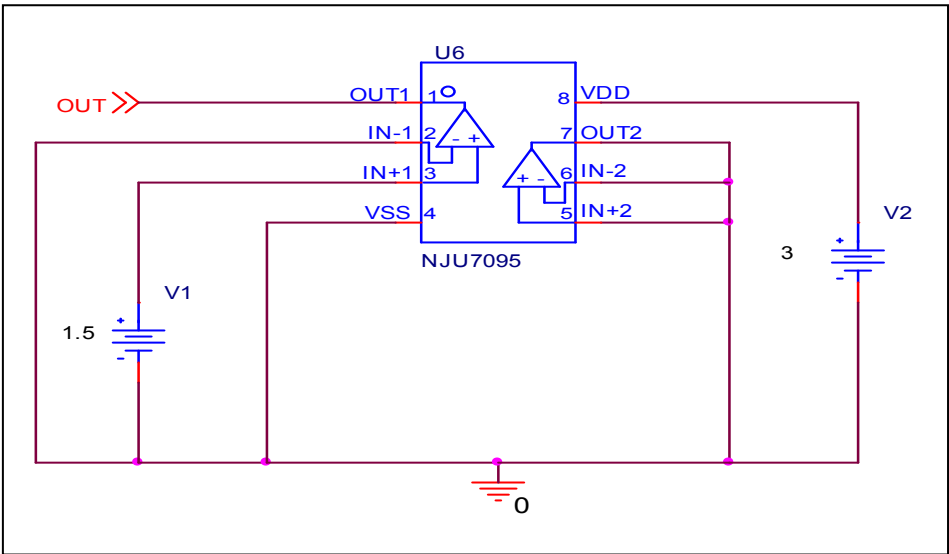 U6
OUT
OUT1
1
8
VDD
IN-1
2
- +
7
OUT2
IN+1
3
+ -
6
IN-2
VSS
4
5
IN+2
NJU7095
V2
3
+
-
V1
1.5
+
-
0